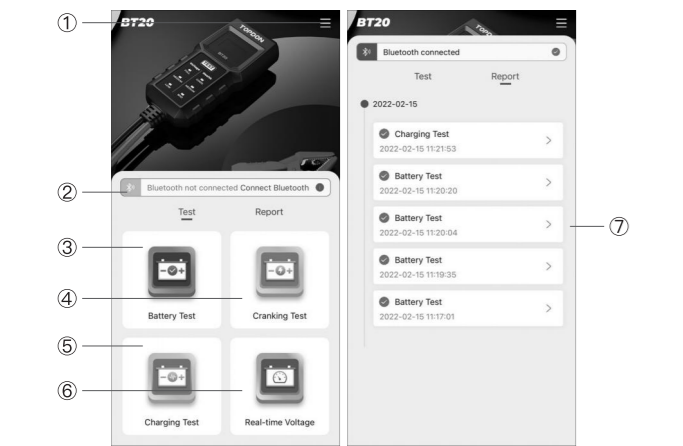 ①
BT20
TOPDON
②
Bluetooth not connected Connect Bluetooth
Test Report
③
④
Battery Test Cranking Test
⑤
⑥
Charging Test Real-time Voltage
BT20
TOPDON
Bluetooth connected
Test Report
2022-02-15
Charging Test
2022-02-15 11:21:53
Battery Test
2022-02-15 11:20:20
Battery Test
2022-02-15 11:20:04
⑦
Battery Test
2022-02-15 11:19:35
Battery Test
2022-02-15 11:17:01